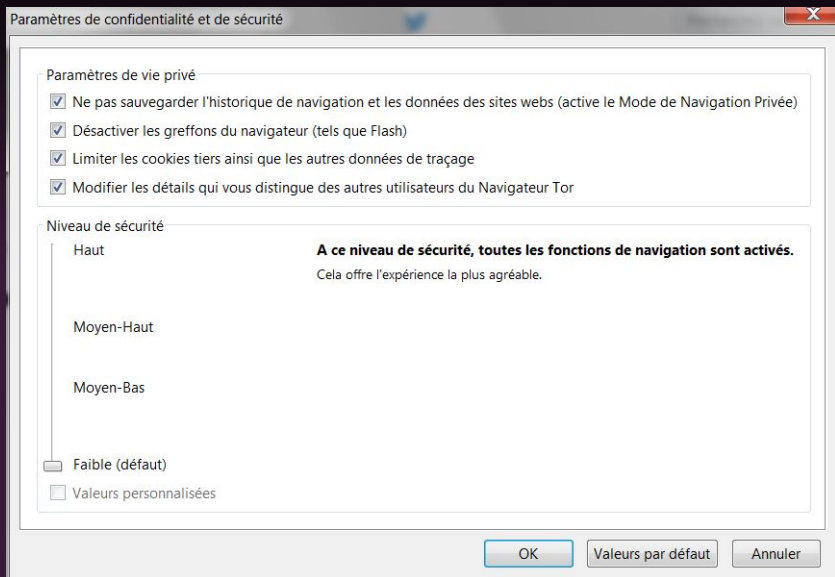 Paramètres de confidentialité et de sécurité
Paramètres de vie privé
Ne pas sauvegarder l'historique de navigation et les données des sites webs (active le Mode de Navigation Privée)
Désactiver les greffons du navigateur (tels que Flash)
Limiter les cookies tiers ainsi que les autres données de traçage
Modifier les détails qui vous distingue des autres utilisateurs du Navigateur Tor
Niveau de sécurité
Haut
A ce niveau de sécurité, toutes les fonctions de navigation sont activés.
Cela offre l'expérience la plus agréable.
Moyen-Haut
Moyen-Bas
Faible (défaut)
Valeurs personnalisées
OK
Valeurs par défaut
Annuler